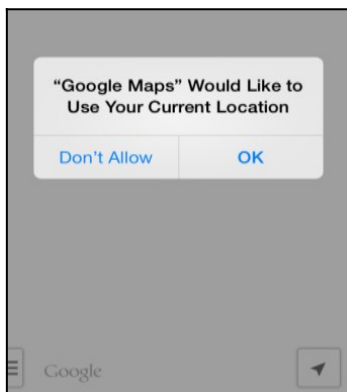 “Google Maps” Would Like to
Use Your Current Location
Don’t Allow
OK
Google